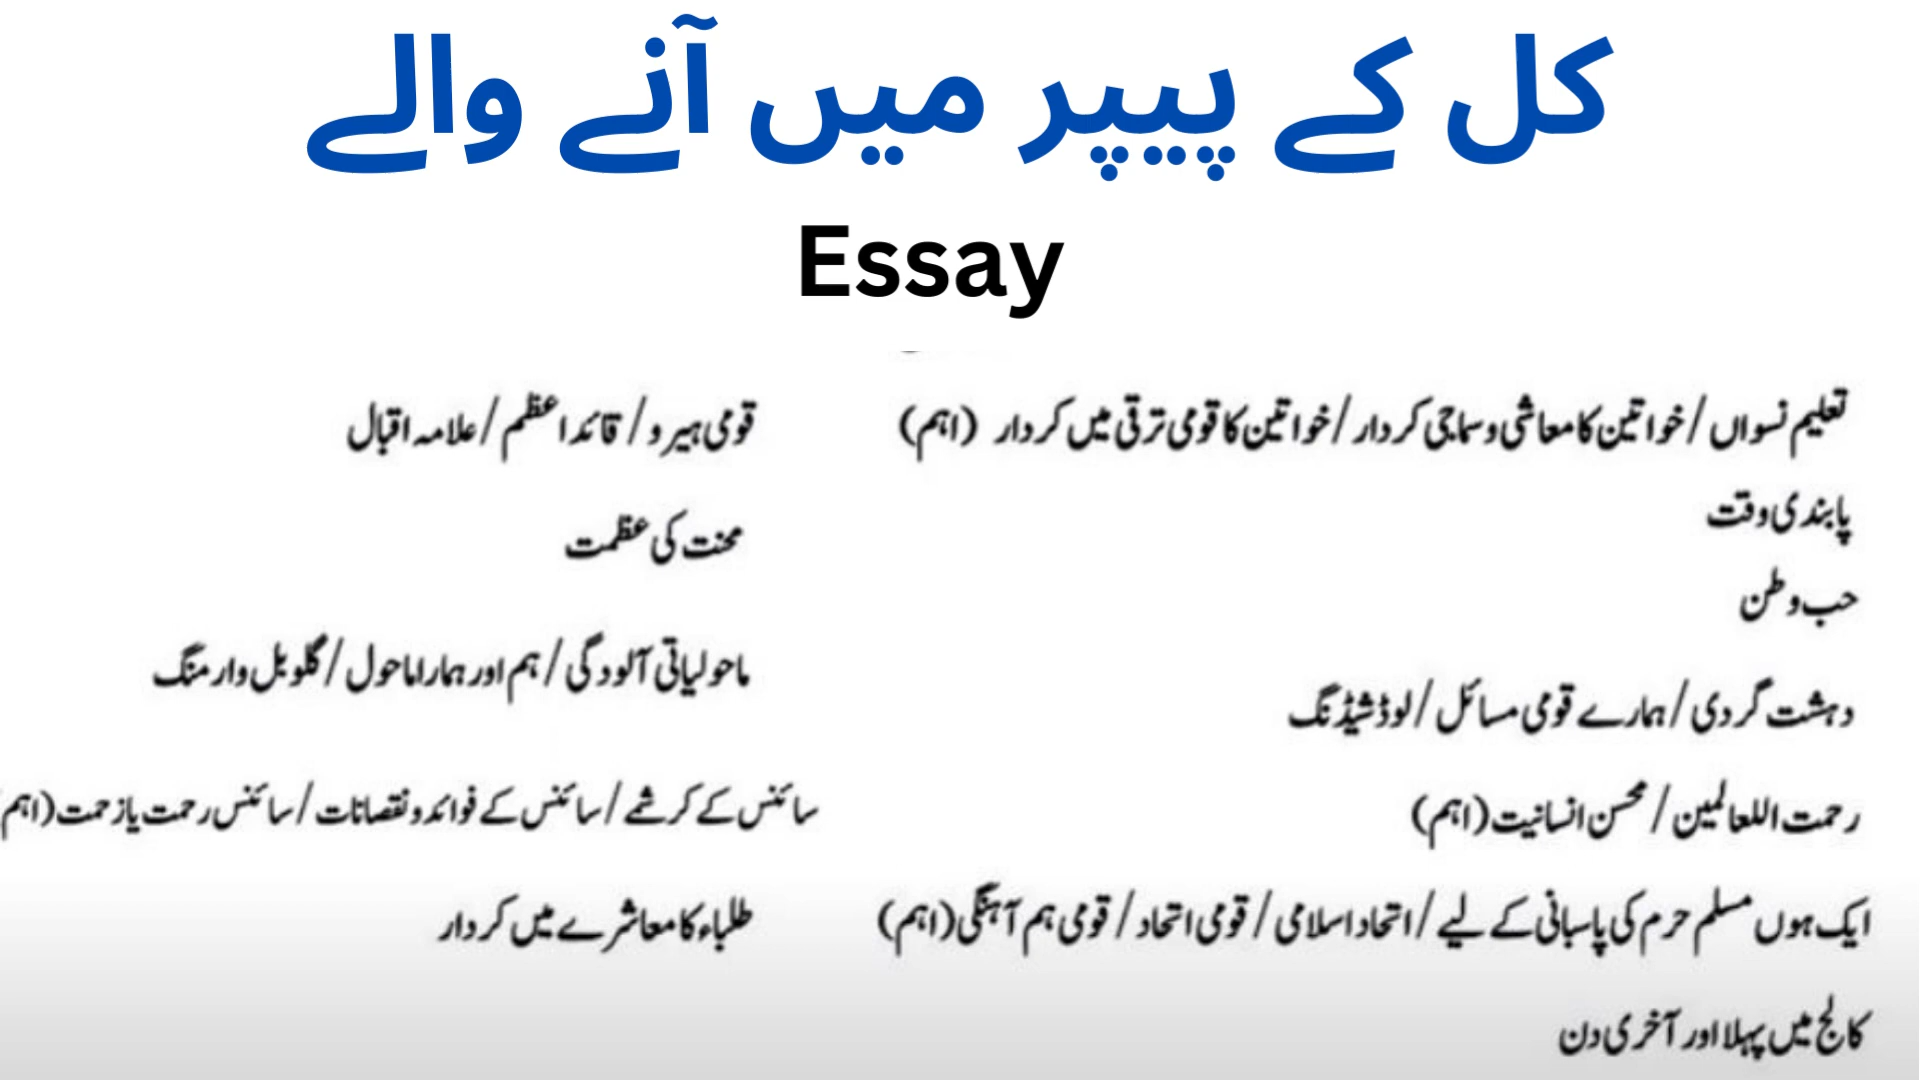 کل کے پیپر میں آنے والے
Essay
تعلیم نسواں / خواتین کا معاشی و سماجی کردار / خواتین کا قومی ترقی میں کردار (اہم)
پابندی وقت
حب وطن
دہشت گردی / ہمارے قومی مسائل / لوڈشیڈنگ
رحمت اللعالمین / محسن انسانیت (اہم)
ایک ہوں مسلم حرم کی پاسبانی کے لیے / اتحاد اسلامی / قومی اتحاد / قومی ہم آہنگی (اہم)
کالج میں پہلا اور آخری دن
قومی ہیرو / قائد اعظم / علامہ اقبال
محنت کی عظمت
ماحولیاتی آلودگی / ہم اور ہمارا ماحول / گلوبل وارمنگ
سائنس کے کرشمے / سائنس کے فوائد و نقصانات / سائنس رحمت یا زحمت (اہم
طلباء کا معاشرے میں کردار